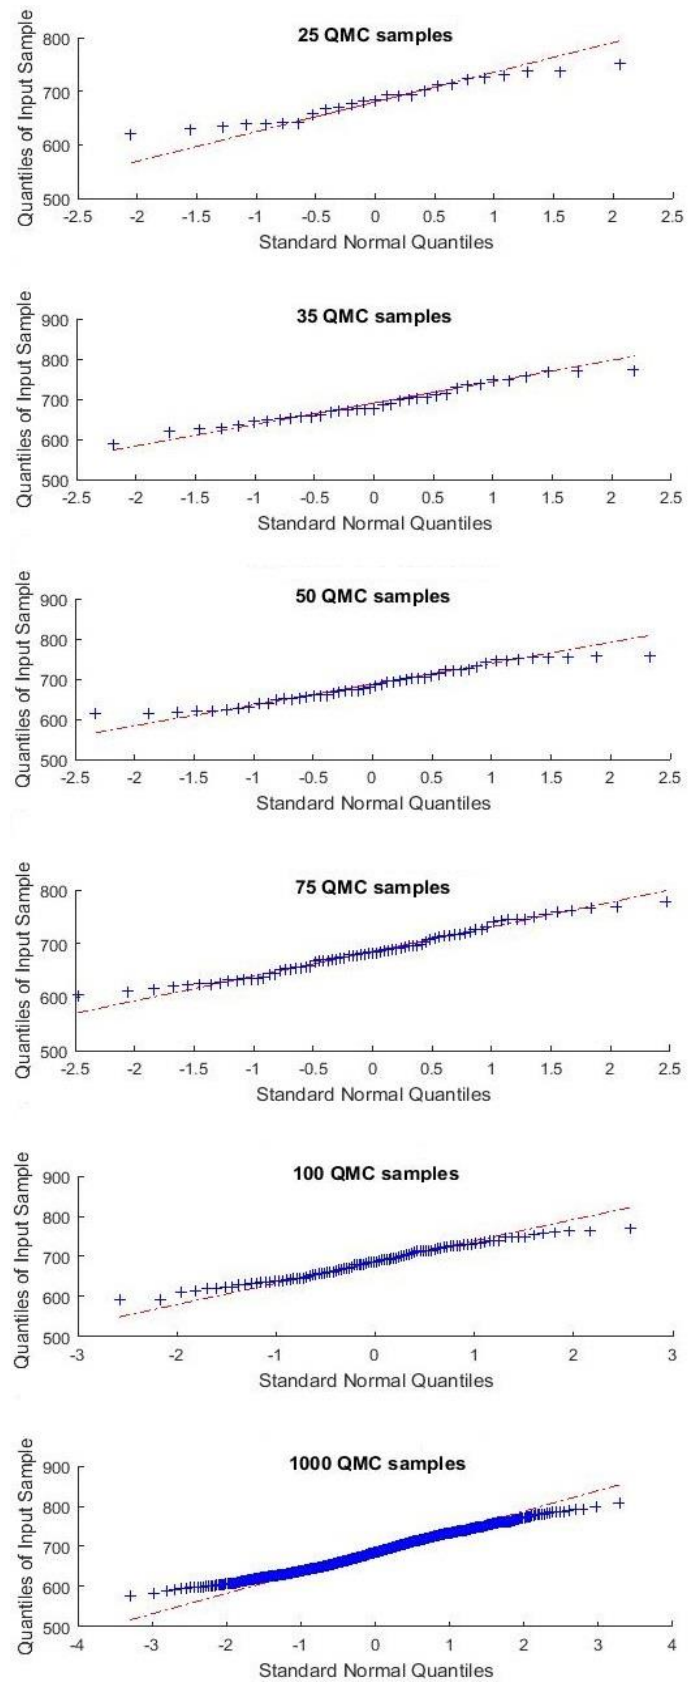 25 QMC samples
Quantiles of Input Sample
800
700
600
500
-2.5 -2 -1.5 -1 -0.5 0 0.5 1 1.5 2 2.5
Standard Normal Quantiles
35 QMC samples
Quantiles of Input Sample
900
800
700
600
500
-2.5 -2 -1.5 -1 -0.5 0 0.5 1 1.5 2 2.5
Standard Normal Quantiles
50 QMC samples
Quantiles of Input Sample
900
800
700
600
500
-2.5 -2 -1.5 -1 -0.5 0 0.5 1 1.5 2 2.5
Standard Normal Quantiles
75 QMC samples
Quantiles of Input Sample
800
700
600
500
-2.5 -2 -1.5 -1 -0.5 0 0.5 1 1.5 2 2.5
Standard Normal Quantiles
100 QMC samples
Quantiles of Input Sample
900
800
700
600
500
-3 -2 -1 0 1 2 3
Standard Normal Quantiles
1000 QMC samples
Quantiles of Input Sample
900
800
700
600
500
-4 -3 -2 -1 0 1 2 3 4
Standard Normal Quantiles